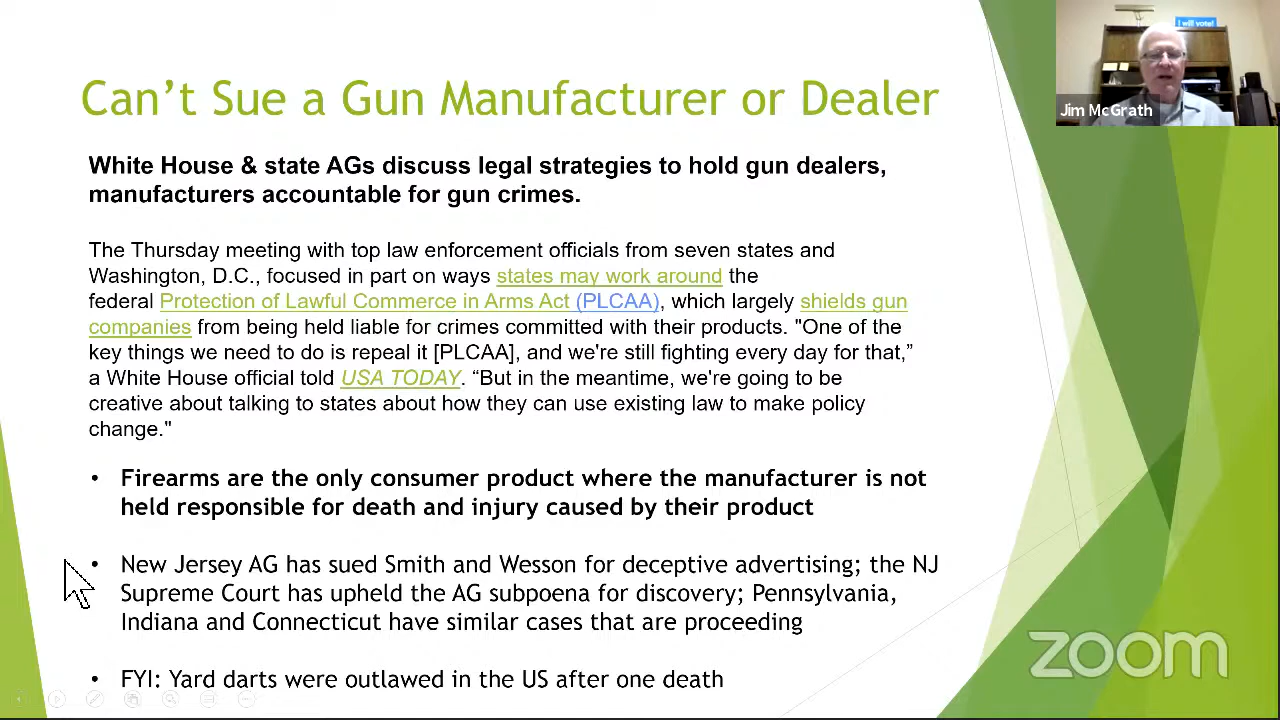 I will vote!
Jim McGrath
Can't Sue a Gun Manufacturer or Dealer
White House & state AGs discuss legal strategies to hold gun dealers,
manufacturers accountable for gun crimes.
The Thursday meeting with top law enforcement officials from seven states and
Washington, D.C., focused in part on ways states may work around the
federal Protection of Lawful Commerce in Arms Act (PLCAA), which largely shields gun
companies from being held liable for crimes committed with their products. "One of the
key things we need to do is repeal it [PLCAA], and we're still fighting every day for that,”
a White House official told USA TODAY. “But in the meantime, we're going to be
creative about talking to states about how they can use existing law to make policy
change."
• Firearms are the only consumer product where the manufacturer is not
held responsible for death and injury caused by their product
• New Jersey AG has sued Smith and Wesson for deceptive advertising; the NJ
Supreme Court has upheld the AG subpoena for discovery; Pennsylvania,
Indiana and Connecticut have similar cases that are proceeding
• FYI: Yard darts were outlawed in the US after one death
zoom